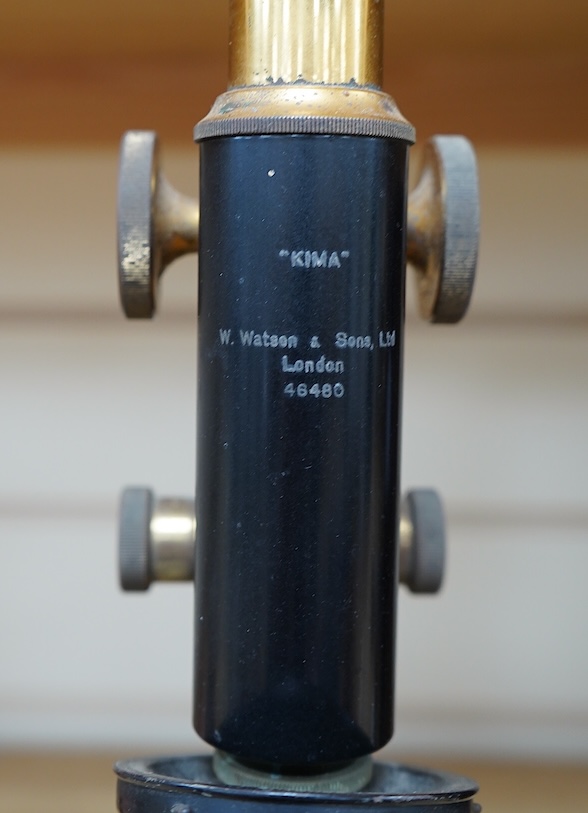 "KIMA"
W. Watson & Sons, Ltd
London
46480